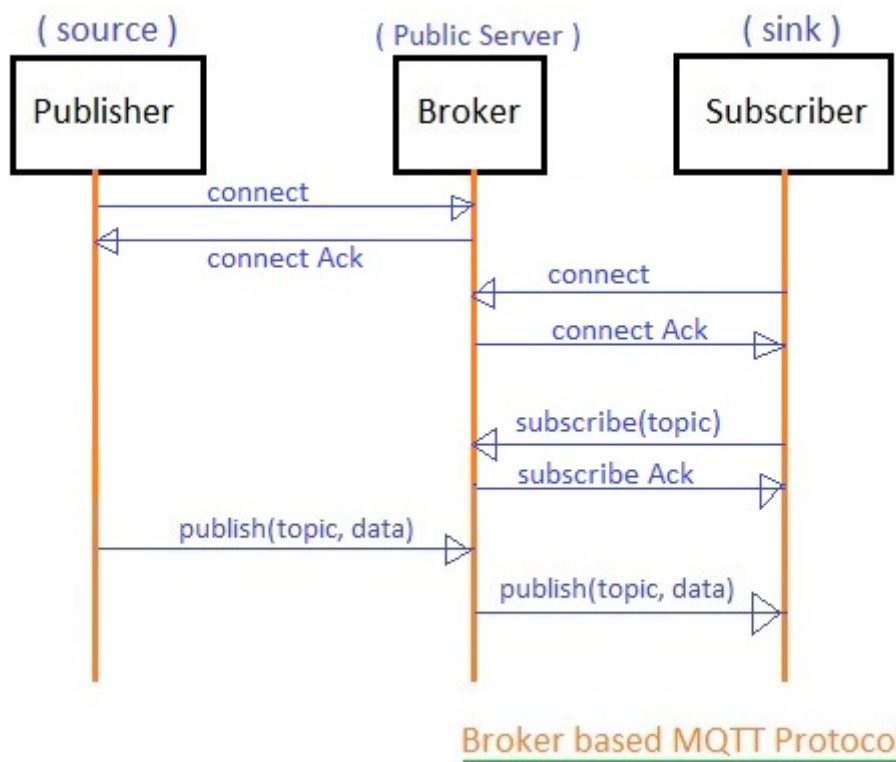 ( source )
( Public Server )
( sink )
Publisher
Broker
Subscriber
connect
connect Ack
connect
connect Ack
subscribe(topic)
subscribe Ack
publish(topic, data)
publish(topic, data)
Broker based MQTT Protoco